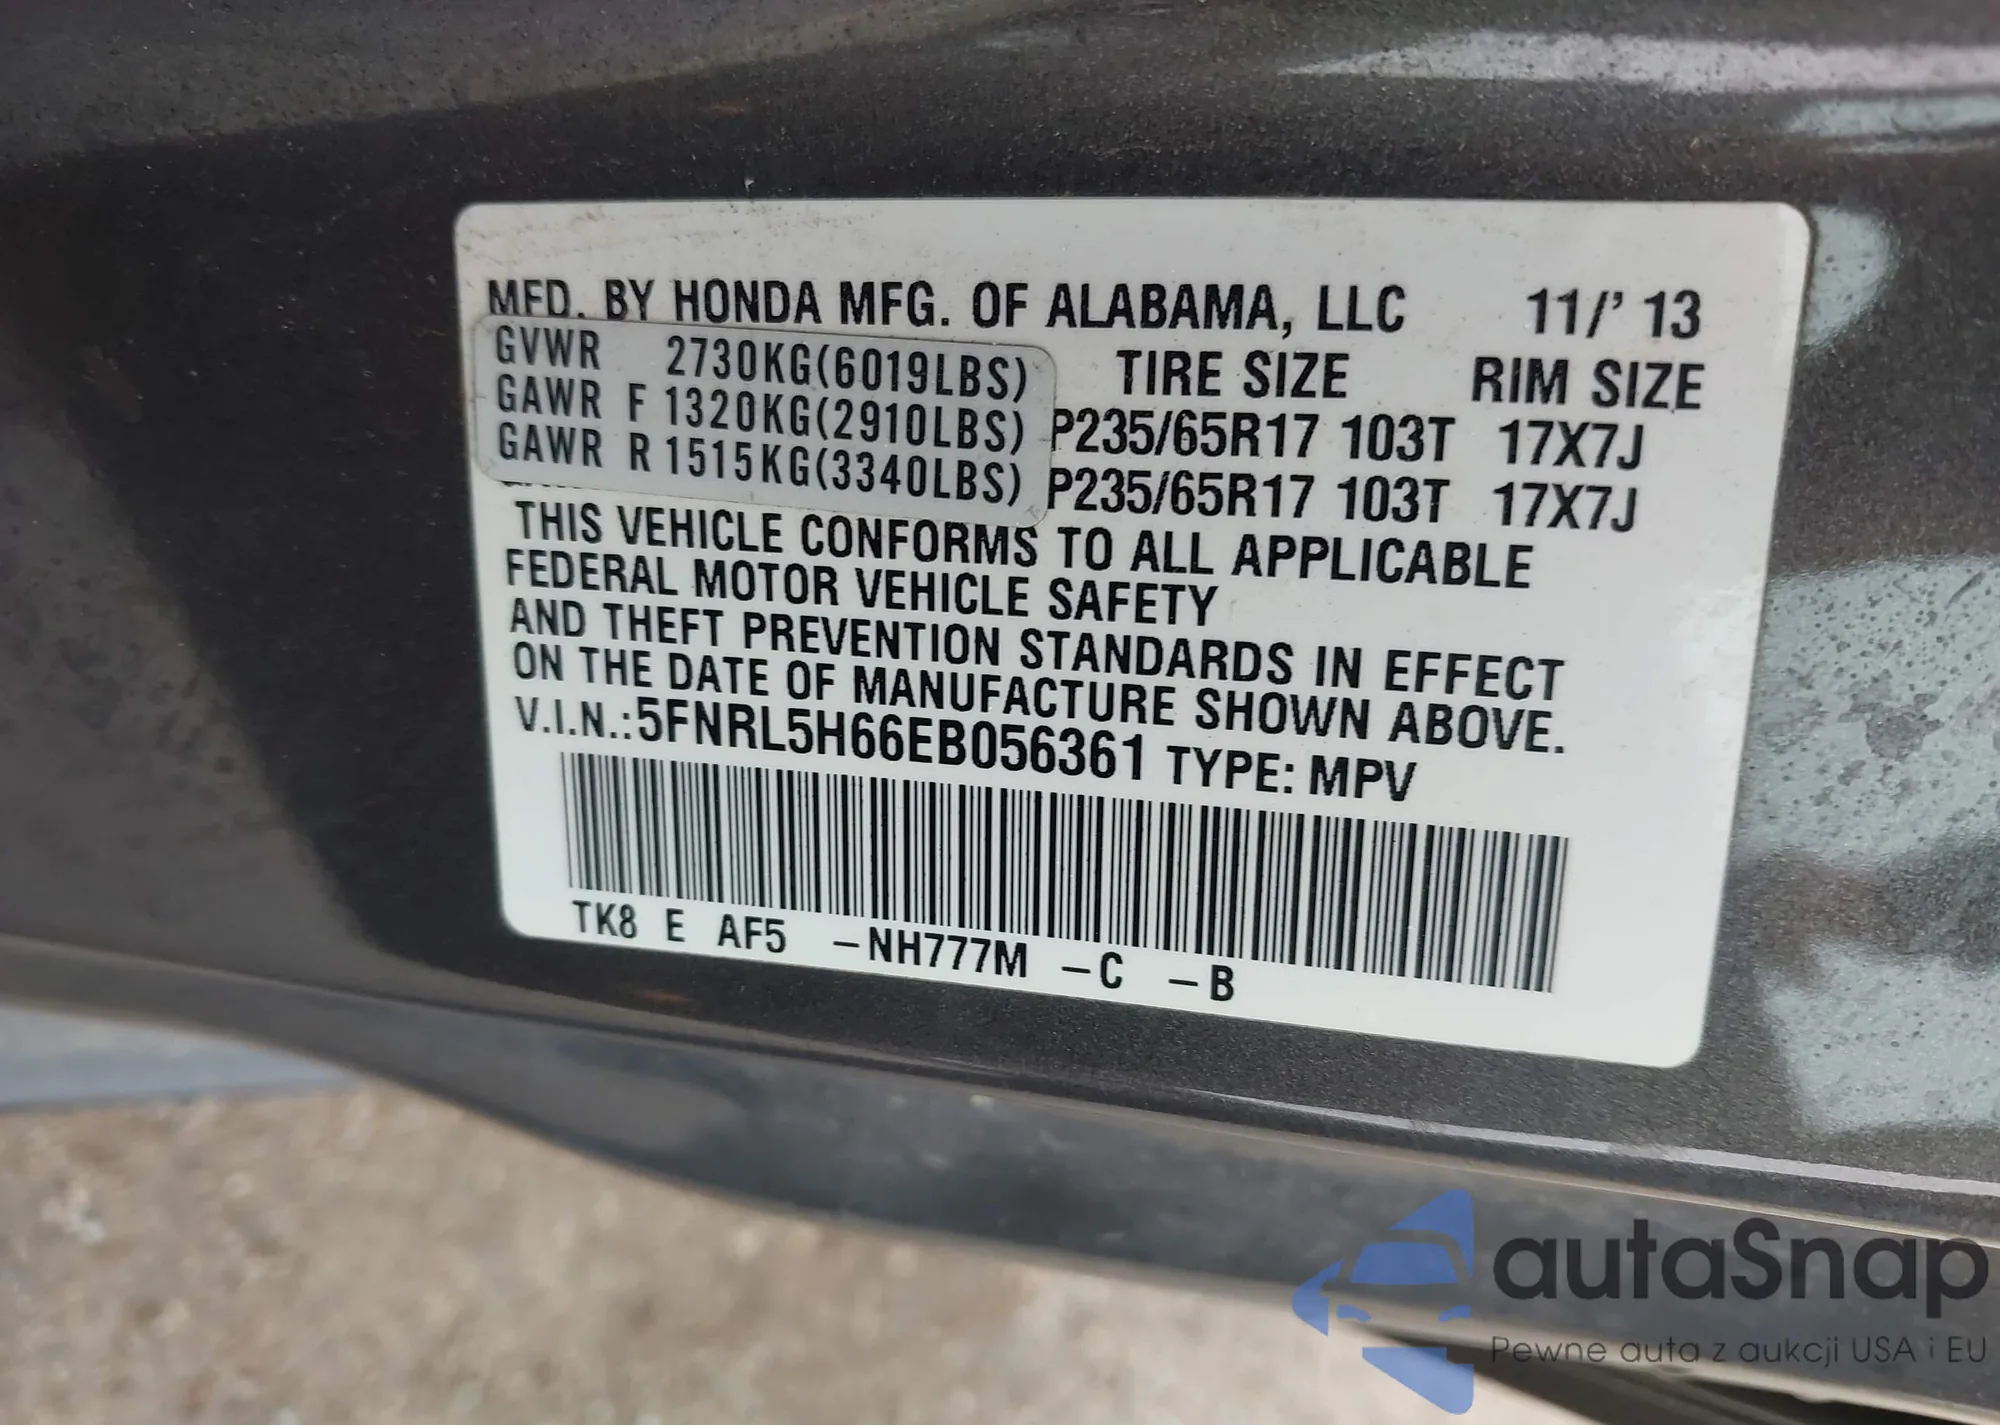 MFD. BY HONDA MFG. OF ALABAMA, LLC 11/'13
GVWR 2730KG(6019LBS) TIRE SIZE RIM SIZE
GAWR F 1320KG(2910LBS) P235/65R17 103T 17X7J
GAWR R 1515KG(3340LBS) P235/65R17 103T 17X7J
THIS VEHICLE CONFORMS TO ALL APPLICABLE
FEDERAL MOTOR VEHICLE SAFETY
AND THEFT PREVENTION STANDARDS IN EFFECT
ON THE DATE OF MANUFACTURE SHOWN ABOVE.
V.I.N.:5FNRL5H66EB056361 TYPE: MPV
TK8 E AF5 -NH777M -C -B
autaSnap
Pewne auta z aukcji USA i EU